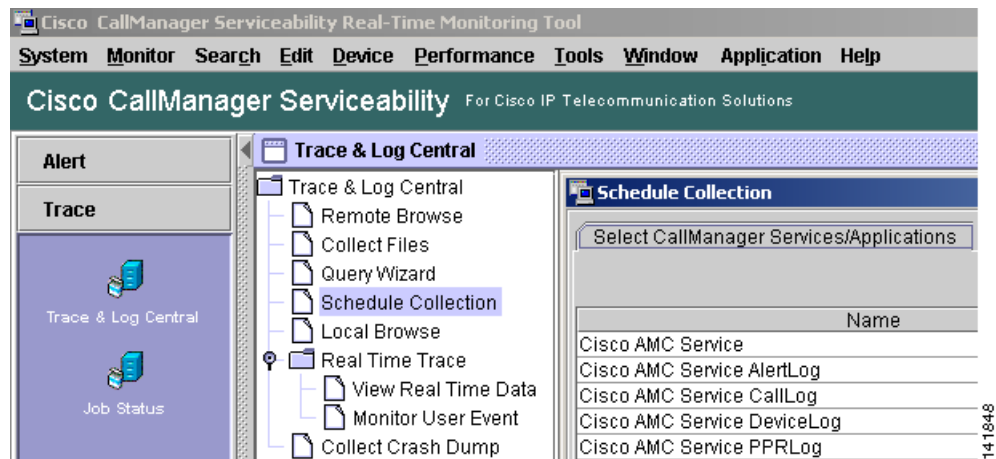 Cisco CallManager Serviceability Real-Time Monitoring Tool
System Monitor Search Edit Device Performance Tools Window Application Help
Cisco CallManager Serviceability For Cisco IP Telecommunication Solutions
Alert
Trace
Trace & Log Central
Job Status
Trace & Log Central
Trace & Log Central
Remote Browse
Collect Files
Query Wizard
Schedule Collection
Local Browse
Real Time Trace
View Real Time Data
Monitor User Event
Collect Crash Dump
Schedule Collection
Select CallManager Services/Applications
Name
Cisco AMC Service
Cisco AMC Service AlertLog
Cisco AMC Service CallLog
Cisco AMC Service DeviceLog
Cisco AMC Service PPRLog
141848